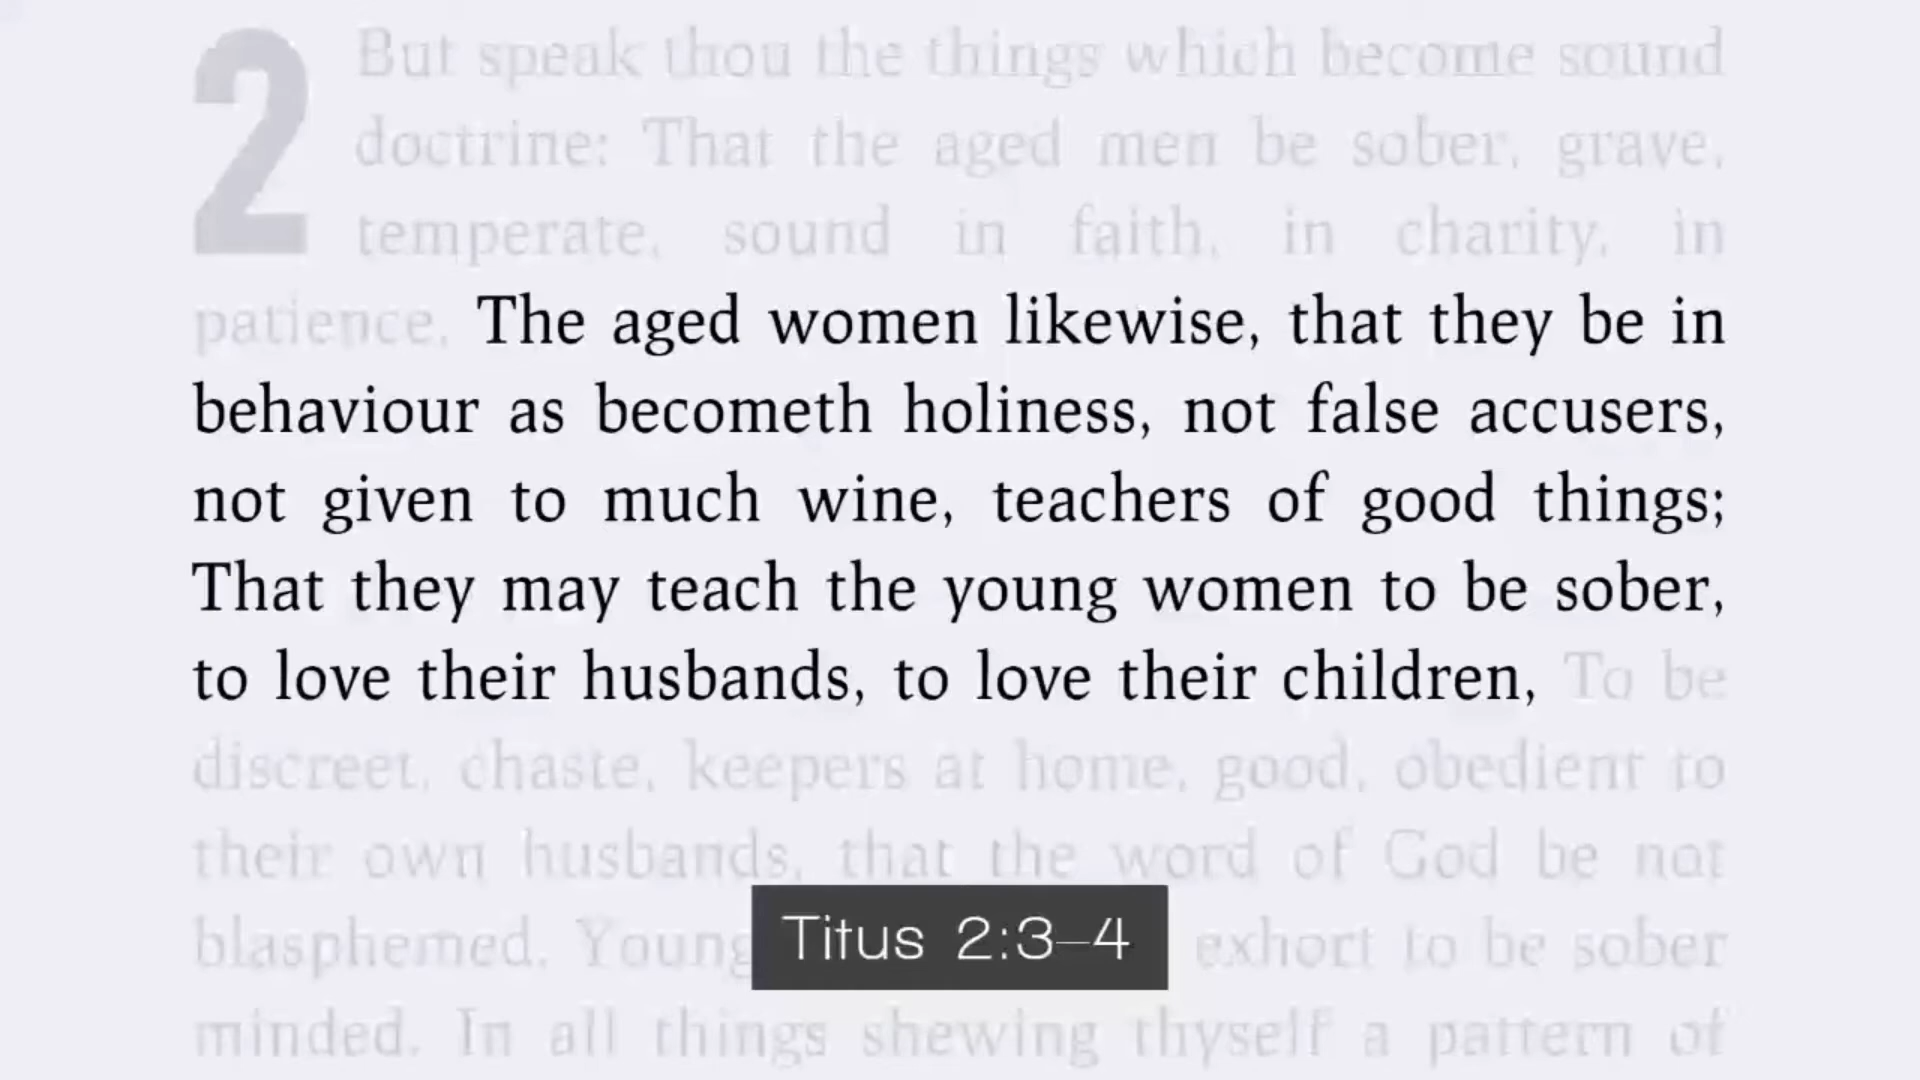 2 But speak thou the things which become sound
doctrine: That the aged men be sober, grave,
temperate, sound in faith, in charity, in
patience. The aged women likewise, that they be in
behaviour as becometh holiness, not false accusers,
not given to much wine, teachers of good things;
That they may teach the young women to be sober,
to love their husbands, to love their children, To be
discreet, chaste, keepers at home, good, obedient to
their own husbands, that the word of God be not
blasphemed. Young exhort to be sober
Titus 2:3–4
minded. In all things shewing thyself a pattern of